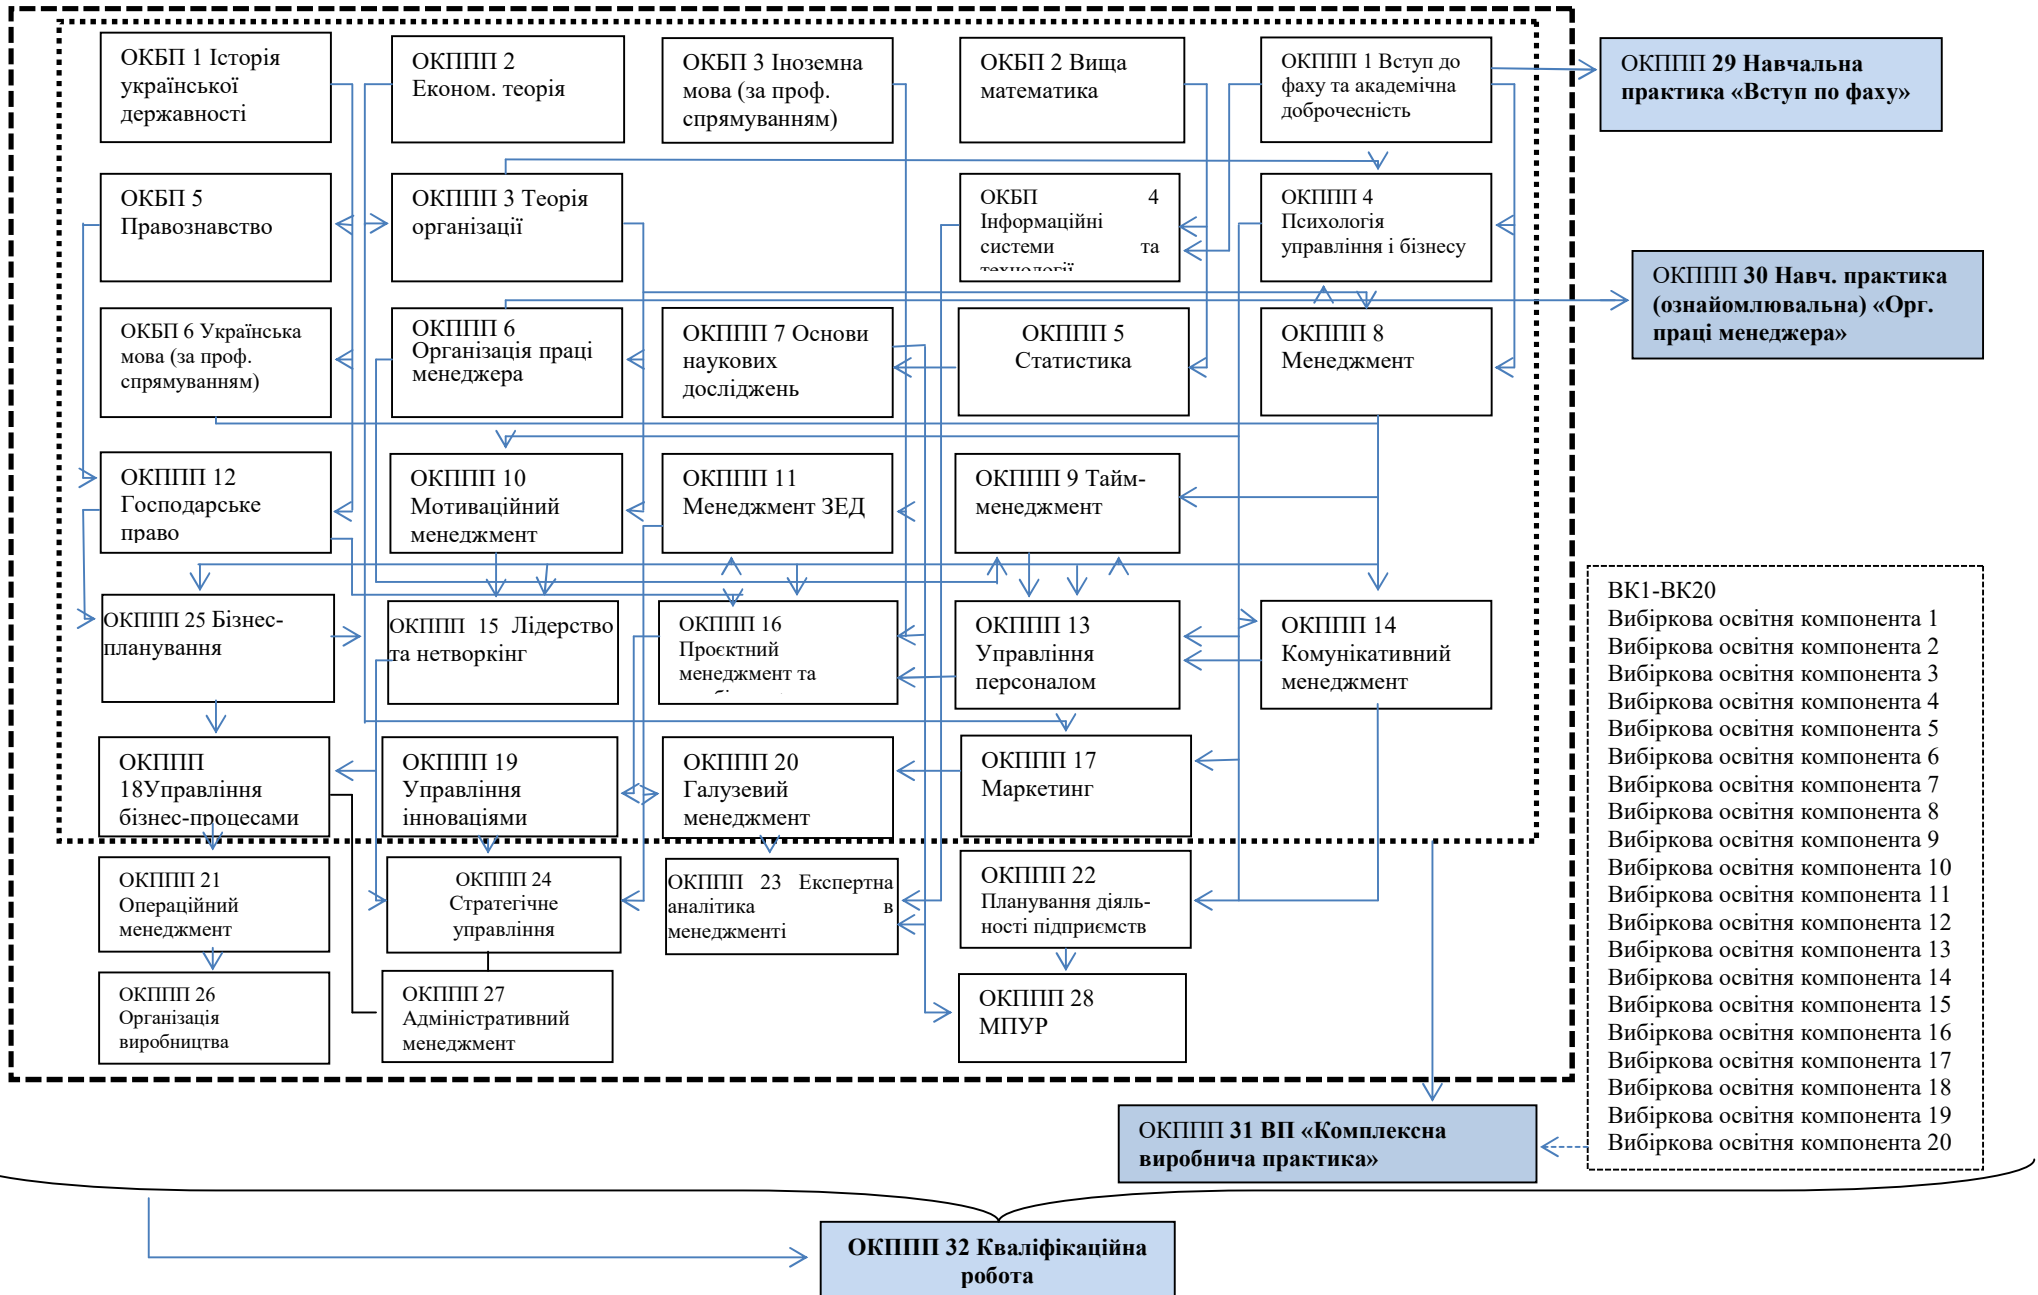 ОКБП 1 Історія
української
державності
ОКППП 2
Економ. теорія
ОКБП 3 Іноземна
мова (за проф.
спрямуванням)
ОКБП 2 Вища
математика
ОКППП 1 Вступ до
фаху та академічна
доброчесність
ОКППП 29 Навчальна
практика «Вступ по фаху»
ОКБП 5
Правознавство
ОКППП 3 Теорія
організації
ОКБП 4
Інформаційні
системи та
технології
ОКППП 4
Психологія
управління і бізнесу
ОКППП 30 Навч. практика
(ознайомлювальна) «Орг.
праці менеджера»
ОКБП 6 Українська
мова (за проф.
спрямуванням)
ОКППП 6
Організація праці
менеджера
ОКППП 7 Основи
наукових
досліджень
ОКППП 5
Статистика
ОКППП 8
Менеджмент
ОКППП 12
Господарське
право
ОКППП 10
Мотиваційний
менеджмент
ОКППП 11
Менеджмент ЗЕД
ОКППП 9 Тайм-
менеджмент
ОКППП 25 Бізнес-
планування
ОКППП 15 Лідерство
та нетворкінг
ОКППП 16
Проєктний
менеджмент та
ОКППП 13
Управління
персоналом
ОКППП 14
Комунікативний
менеджмент
ОКППП
18Управління
бізнес-процесами
ОКППП 19
Управління
інноваціями
ОКППП 20
Галузевий
менеджмент
ОКППП 17
Маркетинг
ОКППП 21
Операційний
менеджмент
ОКППП 24
Стратегічне
управління
ОКППП 23 Експертна
аналітика в
менеджменті
ОКППП 22
Планування діяль-
ності підприємств
ОКППП 26
Організація
виробництва
ОКППП 27
Адміністративний
менеджмент
ОКППП 28
МПУР
ВК1-ВК20
Вибіркова освітня компонента 1
Вибіркова освітня компонента 2
Вибіркова освітня компонента 3
Вибіркова освітня компонента 4
Вибіркова освітня компонента 5
Вибіркова освітня компонента 6
Вибіркова освітня компонента 7
Вибіркова освітня компонента 8
Вибіркова освітня компонента 9
Вибіркова освітня компонента 10
Вибіркова освітня компонента 11
Вибіркова освітня компонента 12
Вибіркова освітня компонента 13
Вибіркова освітня компонента 14
Вибіркова освітня компонента 15
Вибіркова освітня компонента 16
Вибіркова освітня компонента 17
Вибіркова освітня компонента 18
Вибіркова освітня компонента 19
Вибіркова освітня компонента 20
ОКППП 31 ВП «Комплексна
виробнича практика»
ОКППП 32 Кваліфікаційна
робота